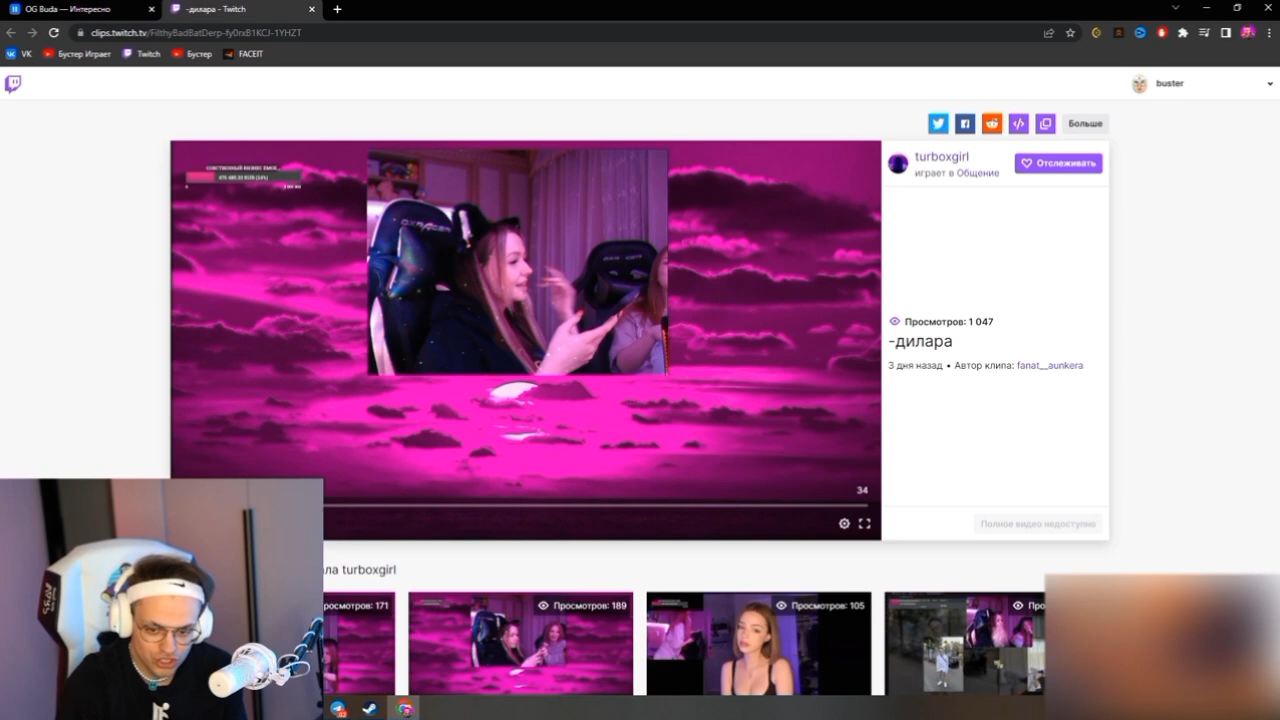 OG Buda — Интересно
-дилара - Twitch
clips.twitch.tv/FilthyBadBatDerp-fy0rxB1KCJ-1YHZT
VK
Бустер Играет
Twitch
Бустер
FACEIT
buster
Больше
turboxgirl
играет в Общение
Отслеживать
DXRACER
Просмотров: 1 047
-дилара
3 дня назад • Автор клипа: fanat__aunkera
34
Полное видео недоступно
ла turboxgirl
росмотров: 171
Просмотров: 189
Просмотров: 105
Про